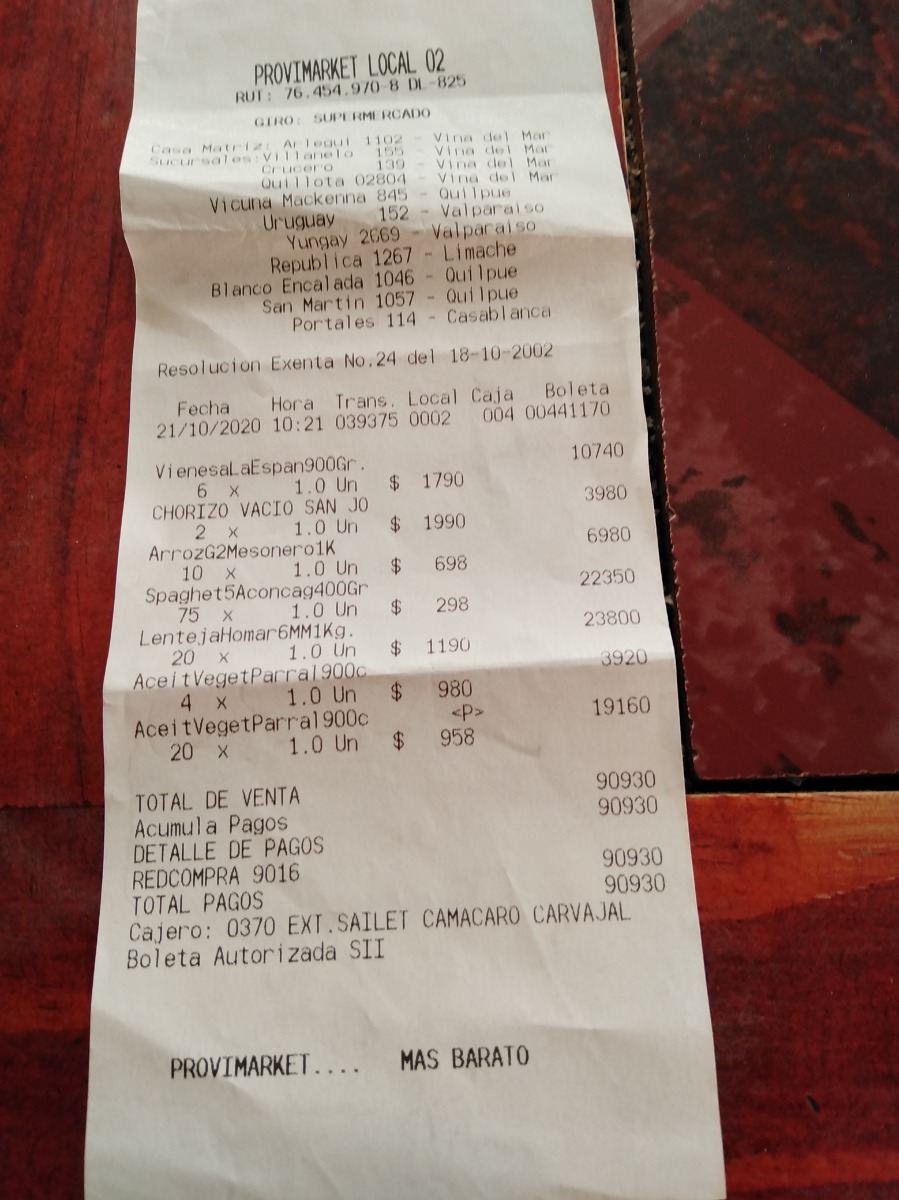 PROVIMARKET LOCAL 02
RUT: 76.454.970-8 DL-825
GIRO: SUPERMERCADO
Casa Matriz: Arlegui 1102 - Vina del Mar
Sucursales:Villanelo 155 - Vina del Mar
Crucero 139 - Vina del Mar
Quillota 02804 - Vina del Mar
Vicuna Mackenna 845 - Quilpue
Uruguay 152 - Valparaiso
Yungay 2669 - Valparaiso
Republica 1267 - Limache
Blanco Encalada 1046 - Quilpue
San Martin 1057 - Quilpue
Portales 114 - Casablanca
Resolucion Exenta No.24 del 18-10-2002
Fecha Hora Trans. Local Caja Boleta
21/10/2020 10:21 039375 0002 004 00441170
VienesaLaEspan900Gr. 10740
6 x 1.0 Un $ 1790
CHORIZO VACIO SAN JO 3980
2 x 1.0 Un $ 1990
ArrozG2Mesonero1K 6980
10 x 1.0 Un $ 698
Spaghet5Aconcag400Gr 22350
75 x 1.0 Un $ 298
LentejaHomar6MM1Kg. 23800
20 x 1.0 Un $ 1190
AceitVegetParral900c 3920
4 x 1.0 Un $ 980
AceitVegetParral900c <P> 19160
20 x 1.0 Un $ 958
TOTAL DE VENTA 90930
Acumula Pagos 90930
DETALLE DE PAGOS
REDCOMPRA 9016 90930
TOTAL PAGOS 90930
Cajero: 0370 EXT.SAILET CAMACARO CARVAJAL
Boleta Autorizada SII
PROVIMARKET.... MAS BARATO